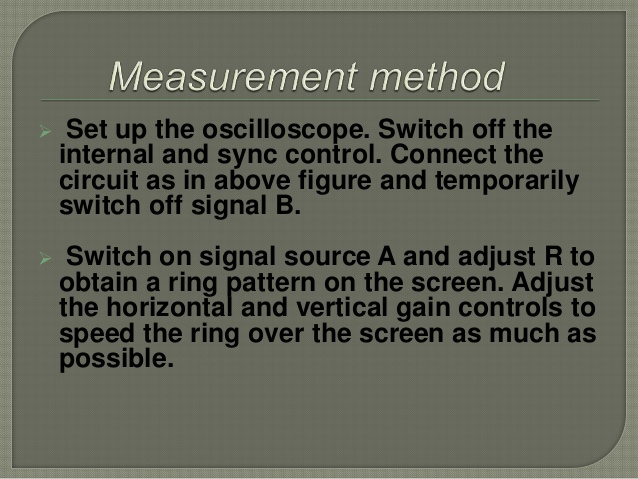 Measurement method
Set up the oscilloscope. Switch off the
internal and sync control. Connect the
circuit as in above figure and temporarily
switch off signal B.
Switch on signal source A and adjust R to
obtain a ring pattern on the screen. Adjust
the horizontal and vertical gain controls to
speed the ring over the screen as much as
possible.